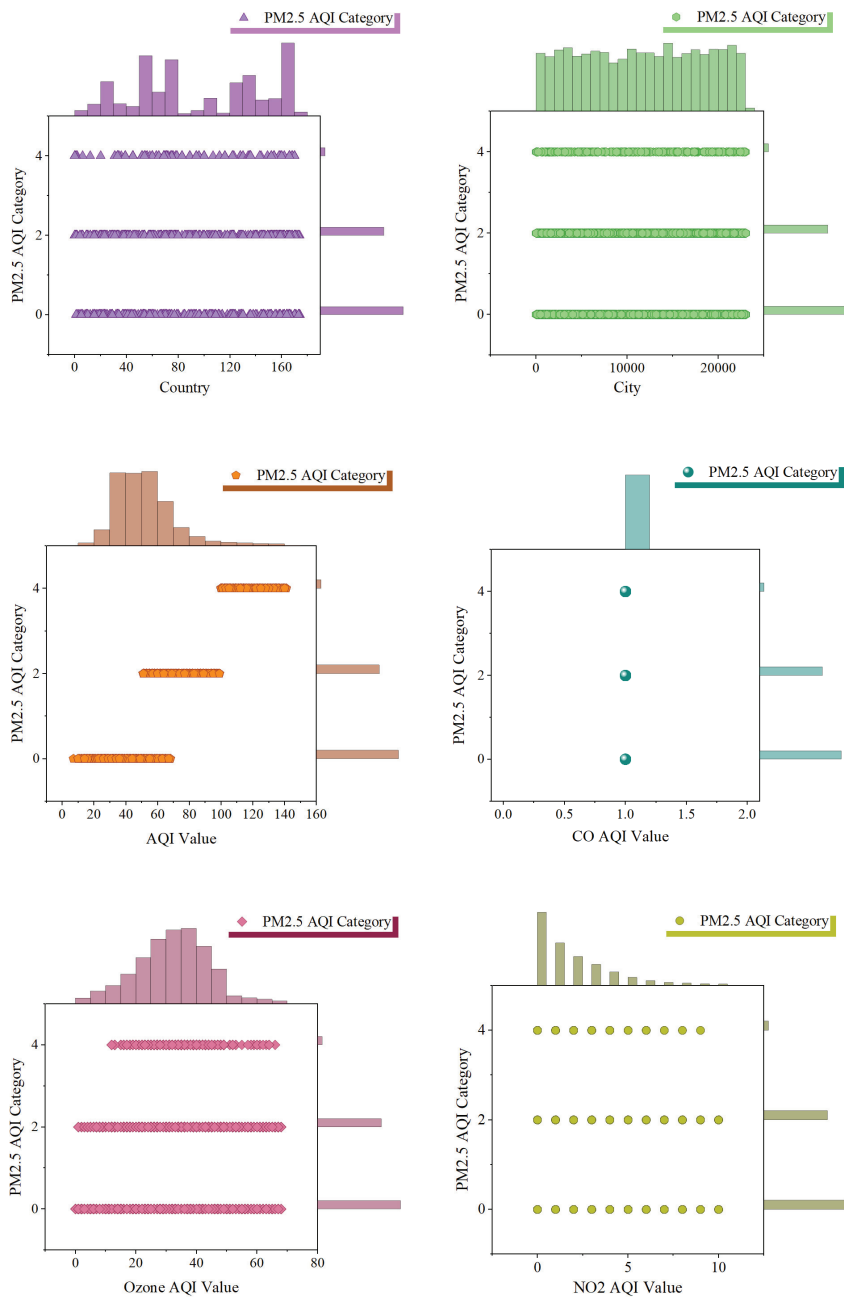 PM2.5 AQI Category
PM2.5 AQI Category
4
2
0
0 40 80 120 160
Country
PM2.5 AQI Category
PM2.5 AQI Category
4
2
0
0 10000 20000
City
PM2.5 AQI Category
PM2.5 AQI Category
4
2
0
0 20 40 60 80 100 120 140 160
AQI Value
PM2.5 AQI Category
PM2.5 AQI Category
4
2
0
0.0 0.5 1.0 1.5 2.0
CO AQI Value
PM2.5 AQI Category
PM2.5 AQI Category
4
2
0
0 20 40 60 80
Ozone AQI Value
PM2.5 AQI Category
PM2.5 AQI Category
4
2
0
0 5 10
NO2 AQI Value